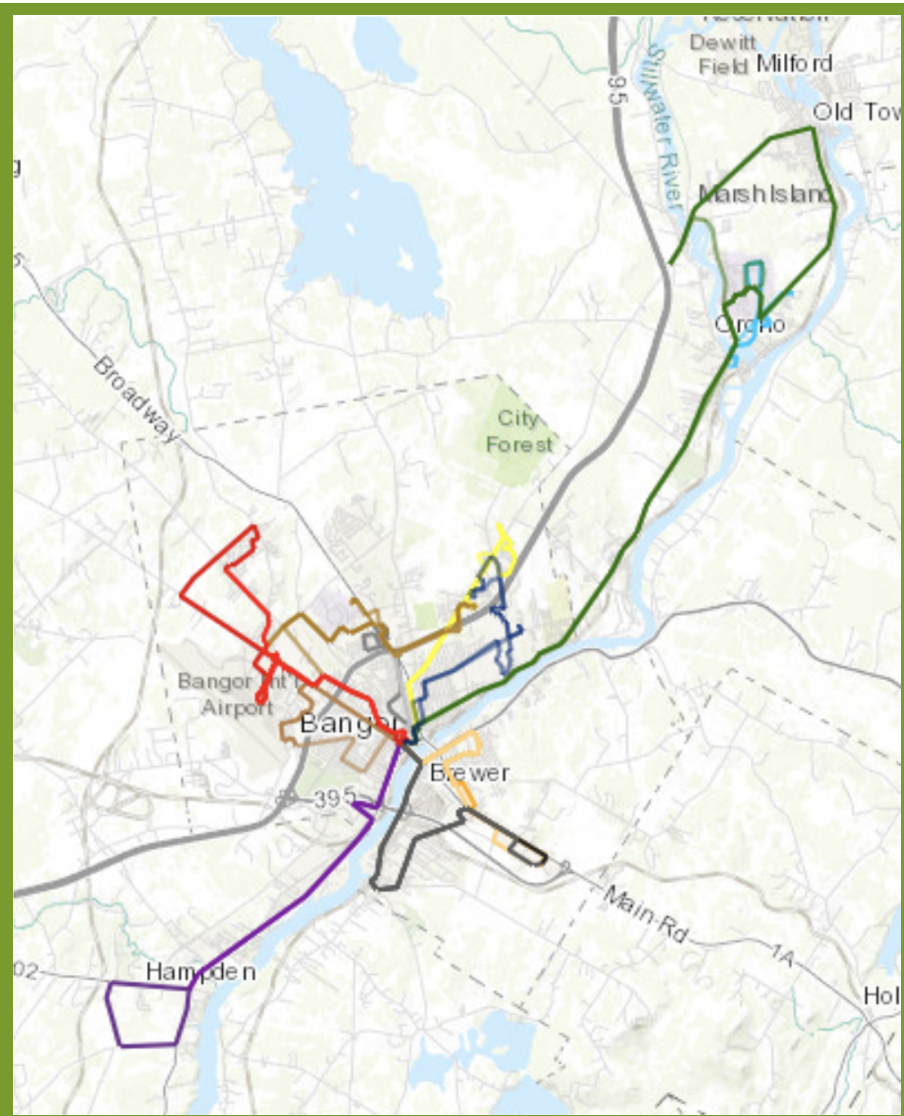 Reservation
Dewitt
Field
Milford
95
Stillwater River
Old Tow
g
Marsh Island
Orono
Broadway
City
Forest
Bangor Int'l
Airport
Bangor
Brewer
395
Main Rd
1A
02
Hampden
Hol